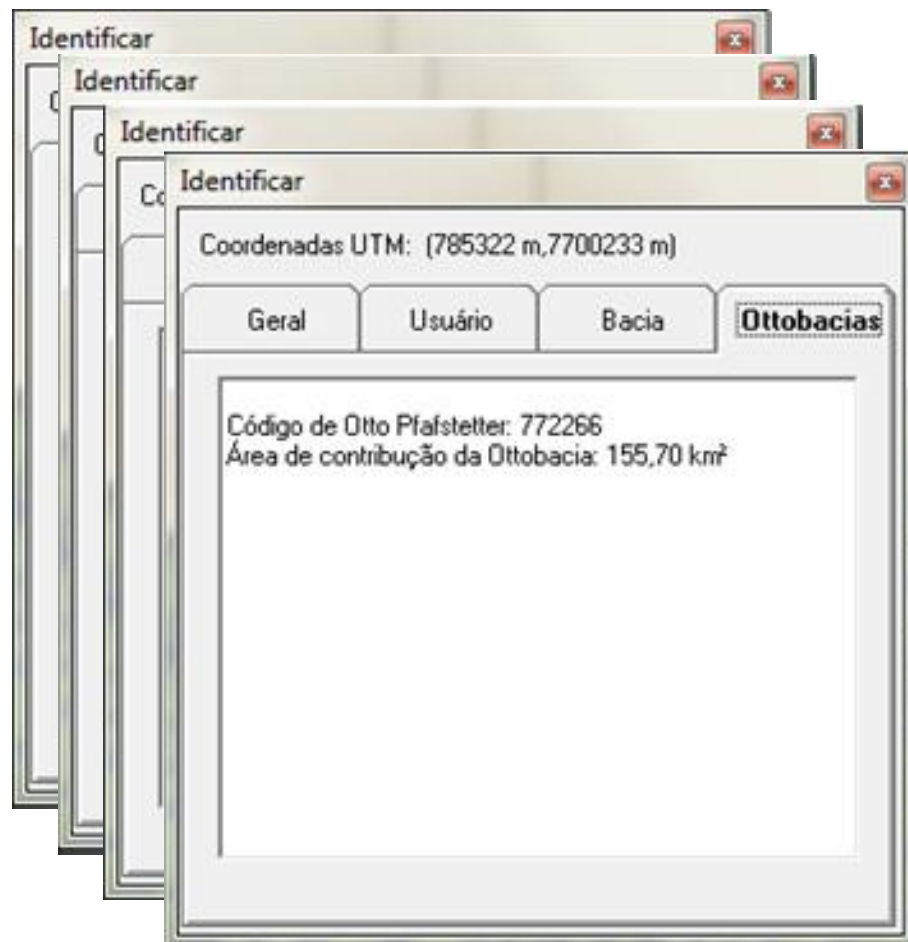 Identificar
Identificar
Identificar
Identificar
Coordenadas UTM: (785322 m,7700233 m)
Geral Usuário Bacia Ottobacias
Código de Otto Pfafstetter: 772266
Área de contribução da Ottobacia: 155,70 km²